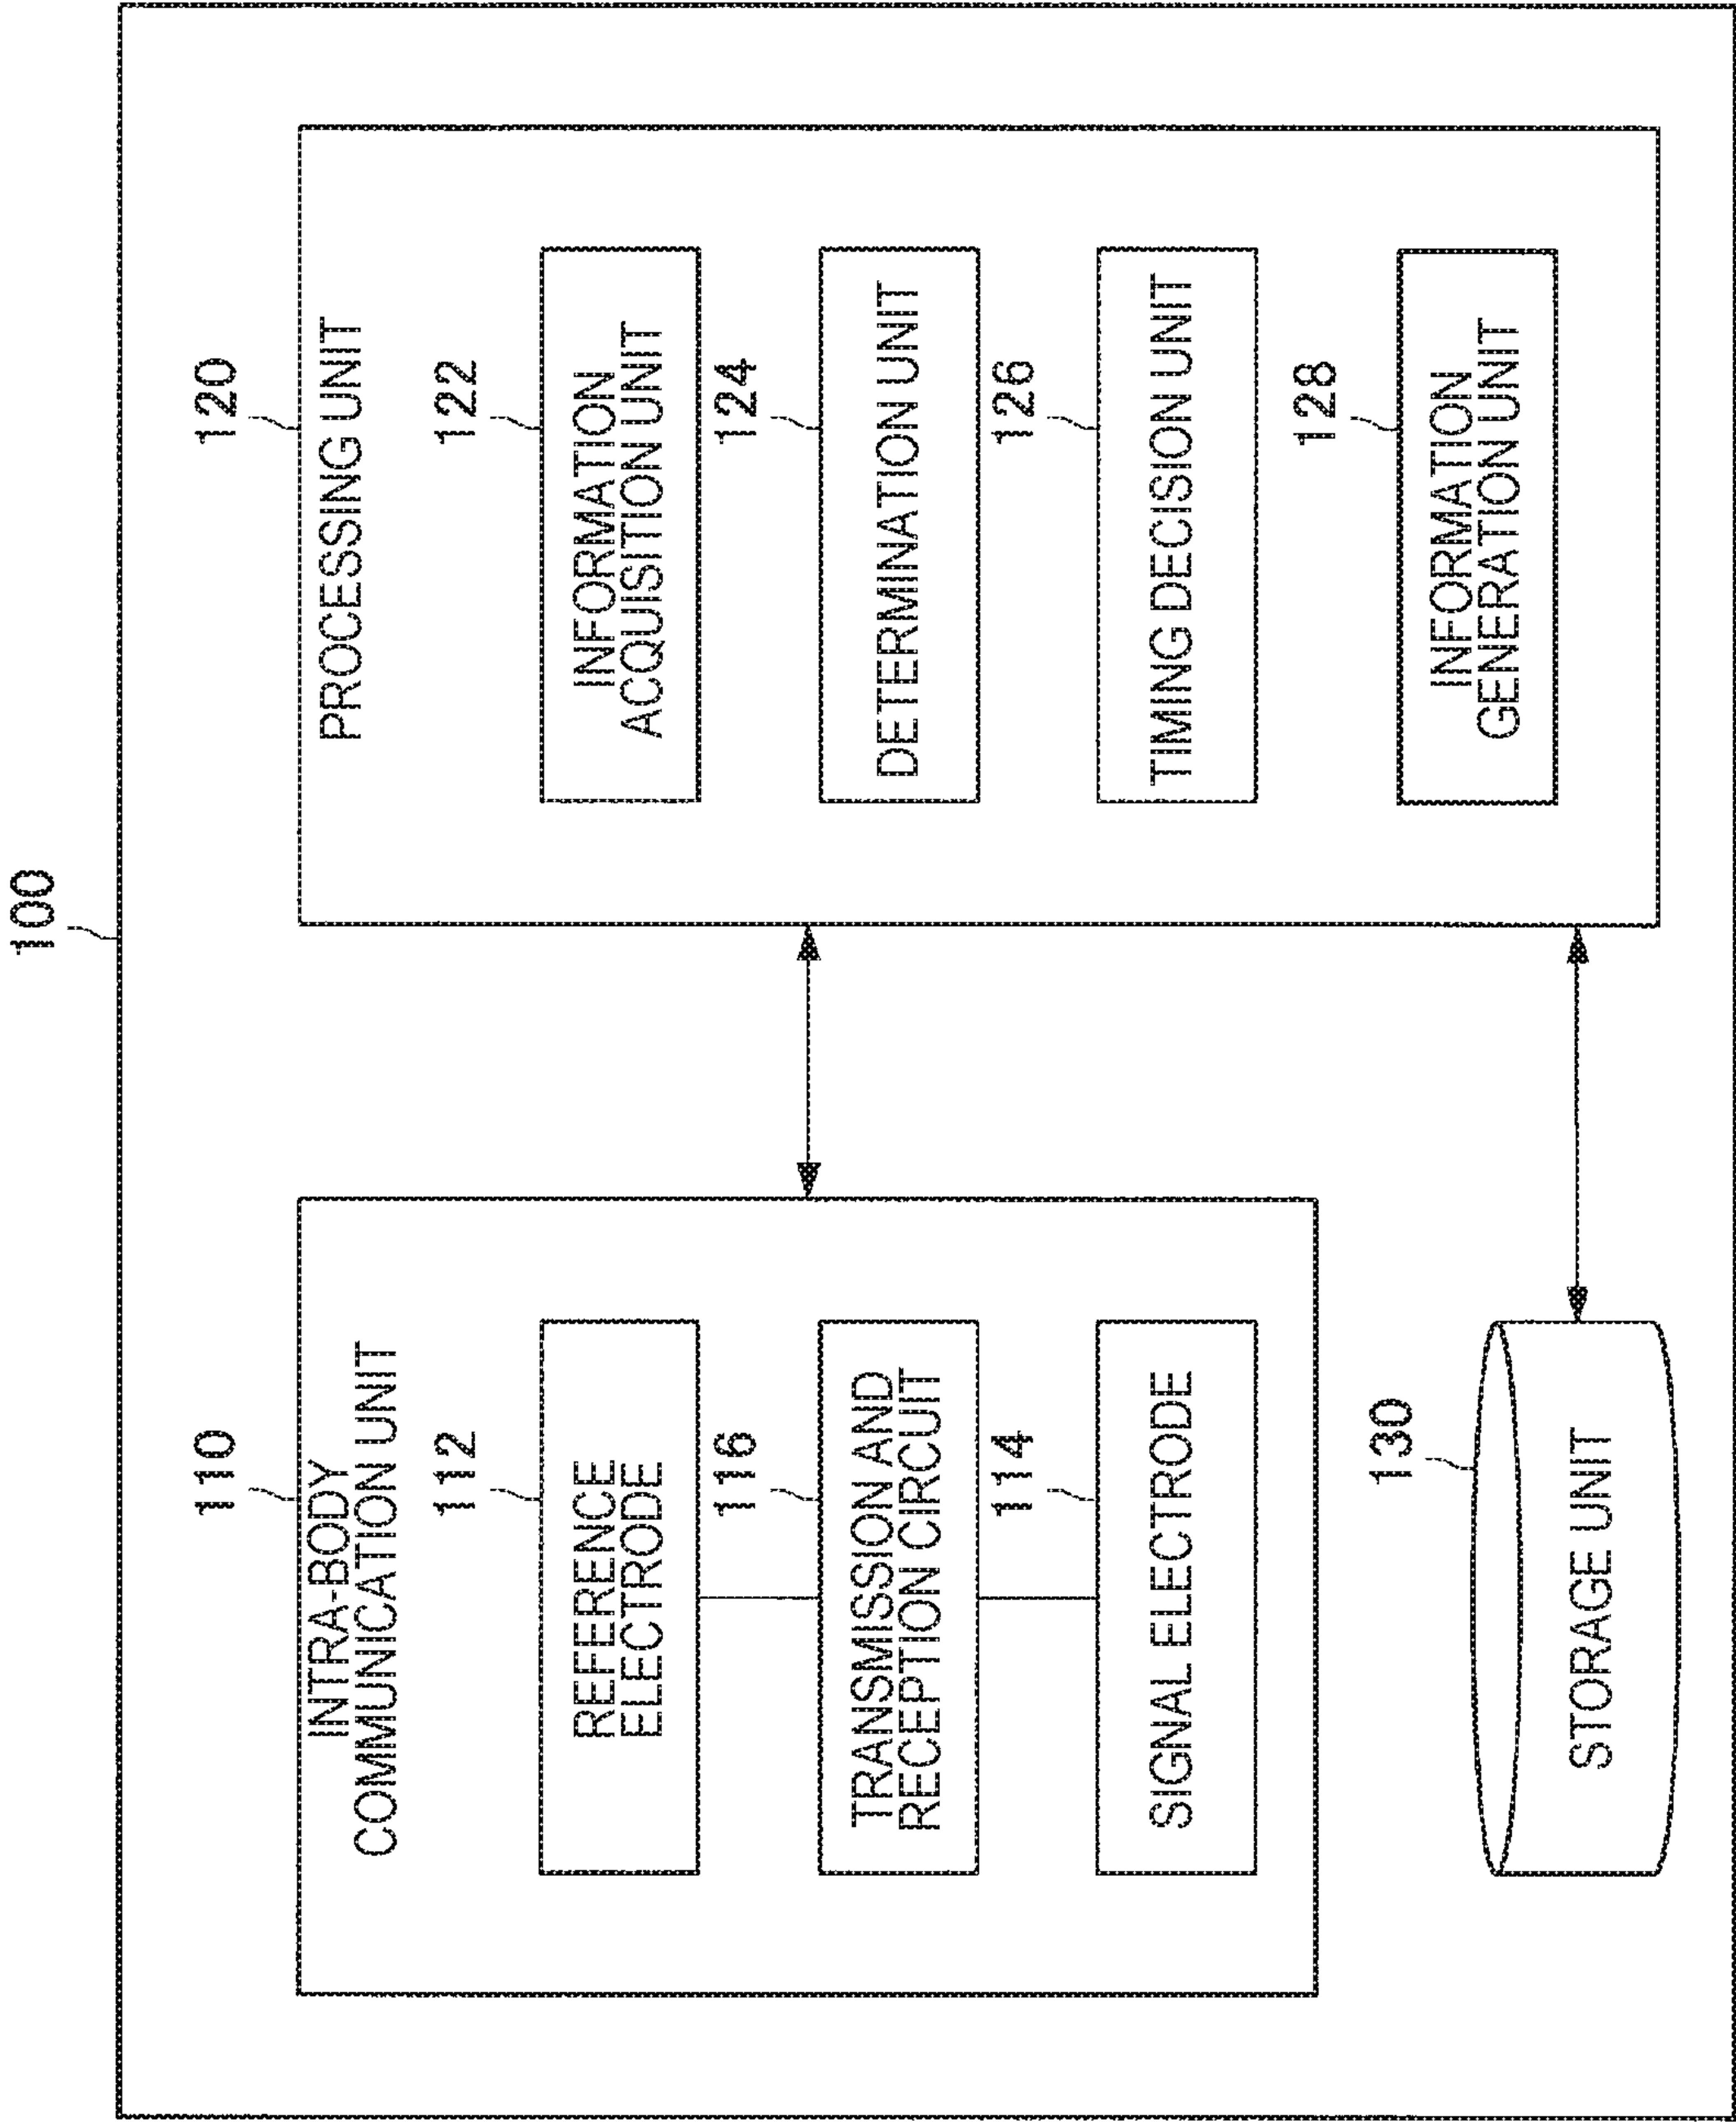 100
110
INTRA-BODY
COMMUNICATION UNIT
112
REFERENCE
ELECTRODE
116
TRANSMISSION AND
RECEPTION CIRCUIT
114
SIGNAL ELECTRODE
130
STORAGE UNIT
120
PROCESSING UNIT
122
INFORMATION
ACQUISITION UNIT
124
DETERMINATION UNIT
126
TIMING DECISION UNIT
128
INFORMATION
GENERATION UNIT